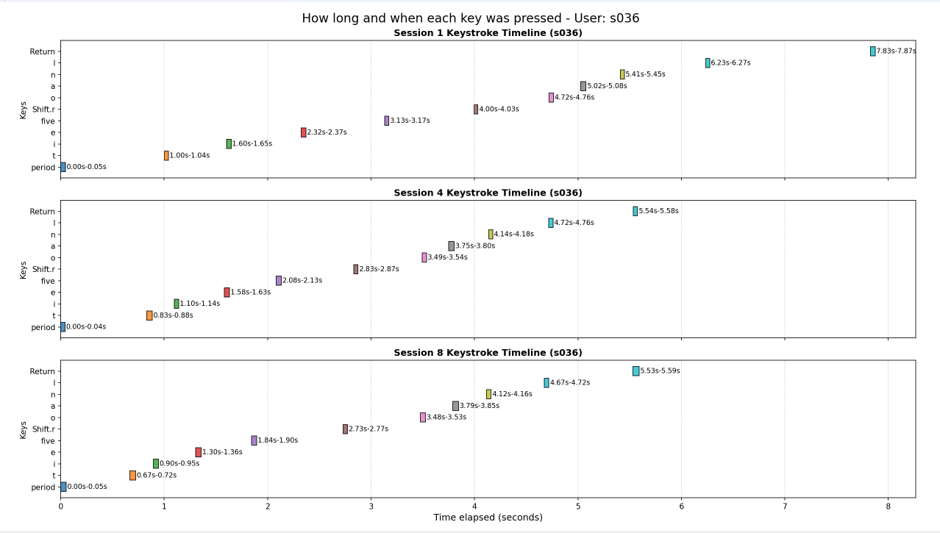 How long and when each key was pressed - User: s036
Session 1 Keystroke Timeline (s036)
Keys
Return 7.83s-7.87s
l 6.23s-6.27s
n 5.41s-5.45s
a 5.02s-5.08s
o 4.72s-4.76s
Shift.r 4.00s-4.03s
five 3.13s-3.17s
e 2.32s-2.37s
i 1.60s-1.65s
t 1.00s-1.04s
period 0.00s-0.05s
Session 4 Keystroke Timeline (s036)
Keys
Return 5.54s-5.58s
l 4.72s-4.76s
n 4.14s-4.18s
a 3.75s-3.80s
o 3.49s-3.54s
Shift.r 2.83s-2.87s
five 2.08s-2.13s
e 1.58s-1.63s
i 1.10s-1.14s
t 0.83s-0.88s
period 0.00s-0.04s
Session 8 Keystroke Timeline (s036)
Keys
Return 5.53s-5.59s
l 4.67s-4.72s
n 4.12s-4.16s
a 3.79s-3.85s
o 3.48s-3.53s
Shift.r 2.73s-2.77s
five 1.84s-1.90s
e 1.30s-1.36s
i 0.90s-0.95s
t 0.67s-0.72s
period 0.00s-0.05s
0 1 2 3 4 5 6 7 8
Time elapsed (seconds)